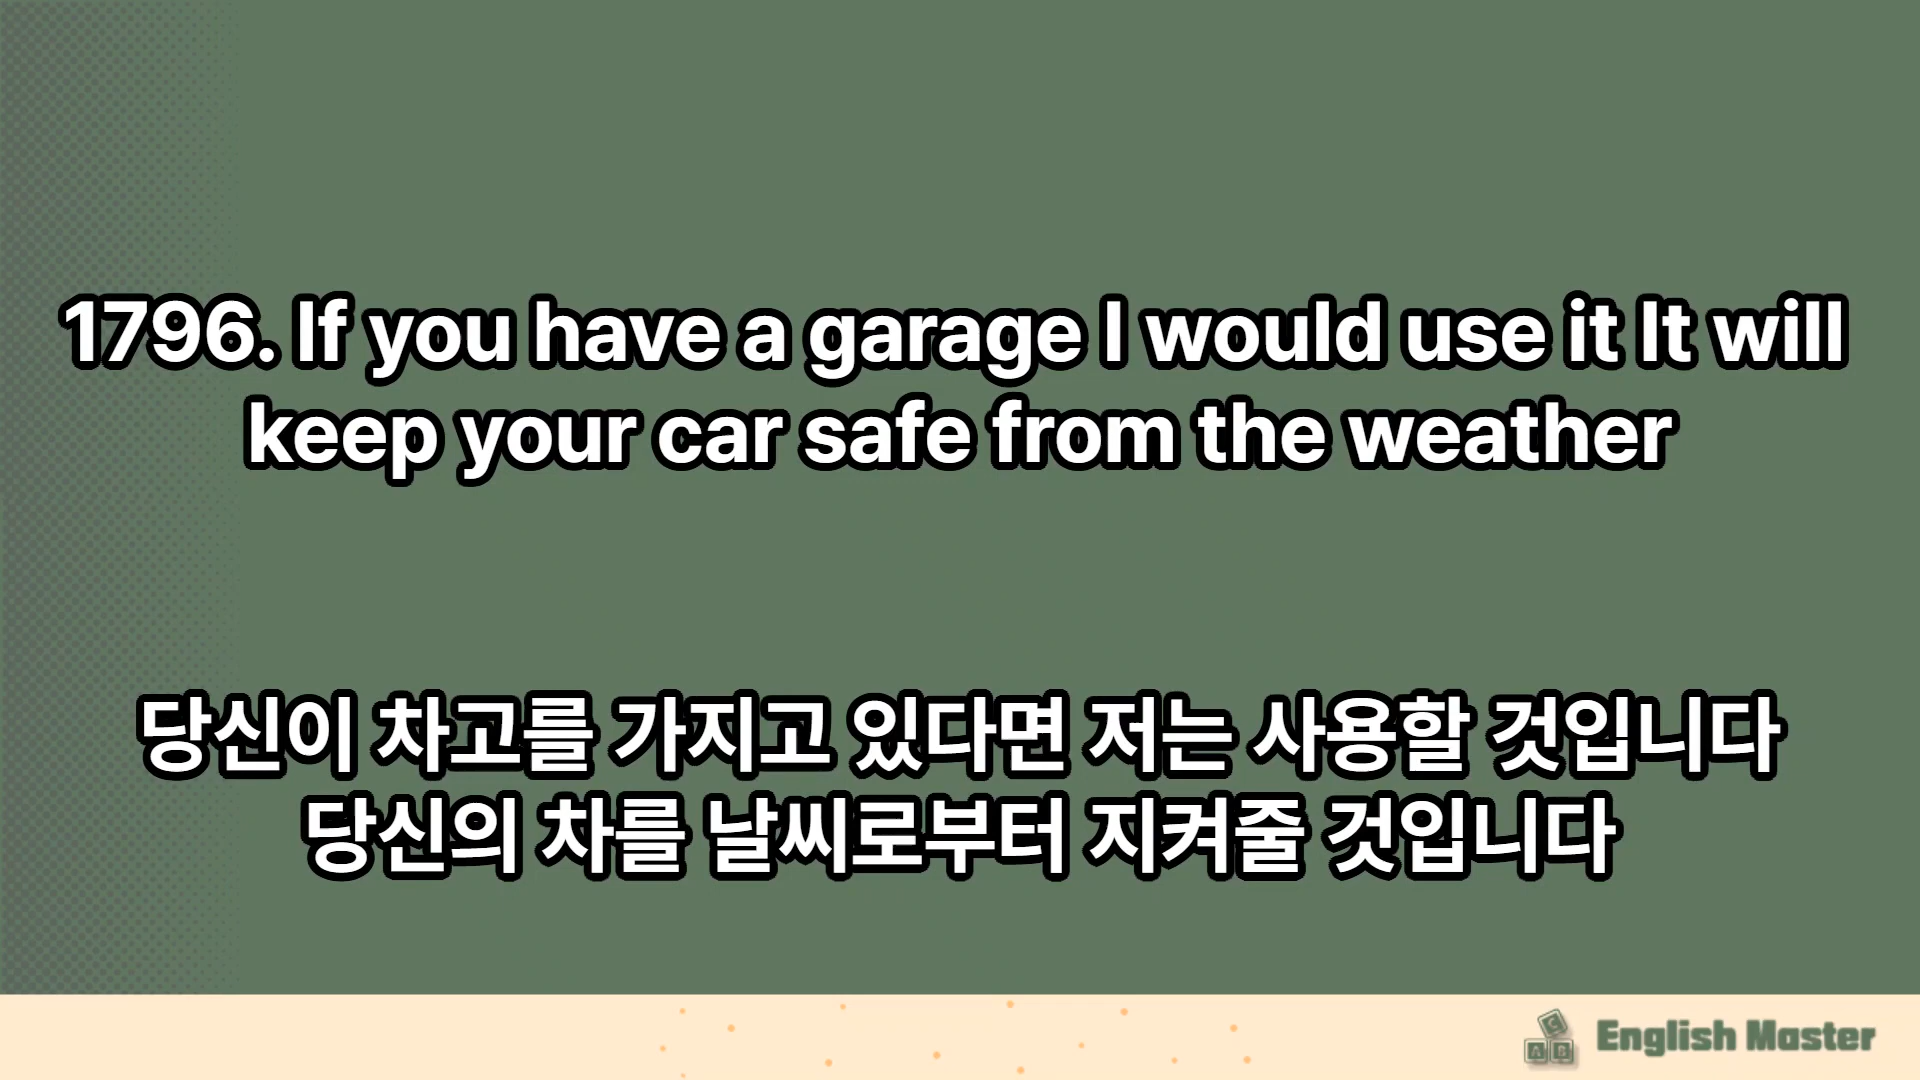 1796. If you have a garage I would use it It will
keep your car safe from the weather
당신이 차고를 가지고 있다면 저는 사용할 것입니다
당신의 차를 날씨로부터 지켜줄 것입니다
C
A B
English Master